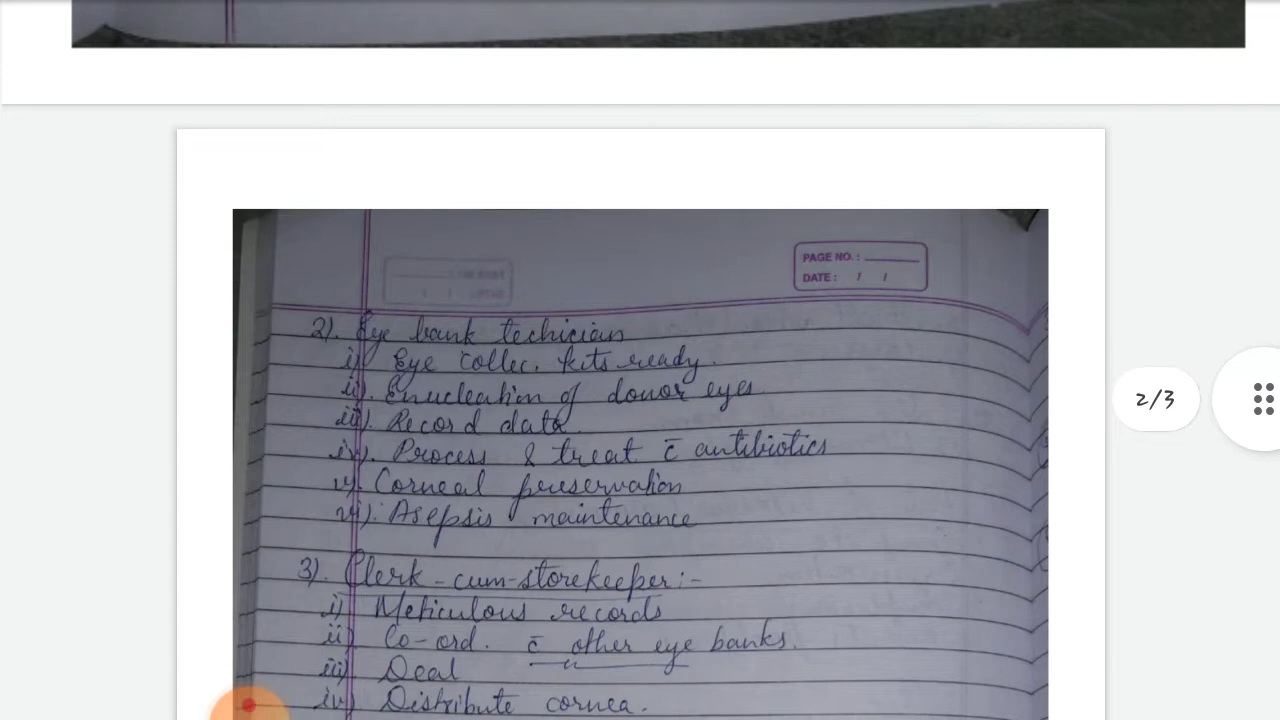 PAGE NO. :
DATE : / /
2). Eye bank techician
i) Eye collec. kits ready.
ii). Enucleation of donor eyes
iii). Record data.
iv). Process & treat c̄ antibiotics
v). Corneal preservation
vi). Asepsis maintenance
2/3
3). Clerk-cum-storekeeper:-
i) Meticulous records
ii) Co-ord. c̄ other eye banks.
iii) Deal "
iv) Distribute cornea.